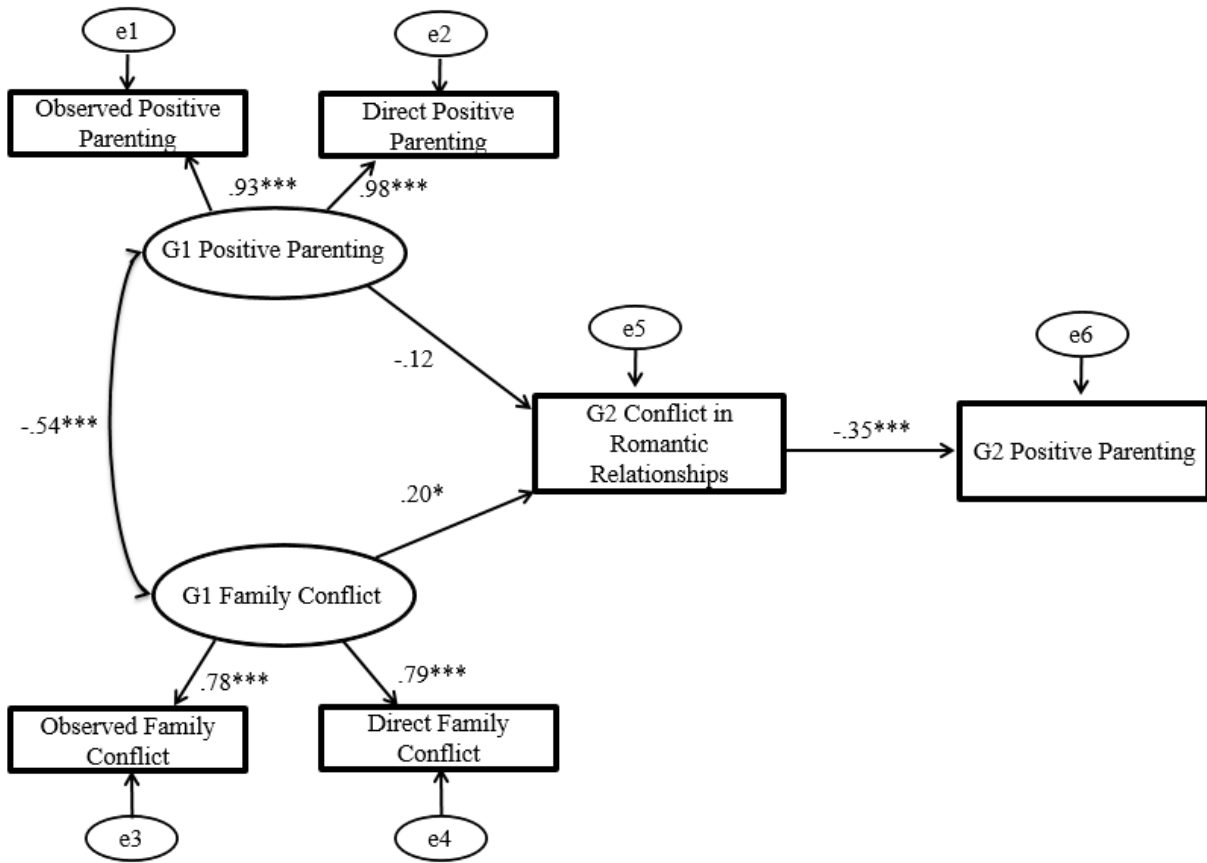 e1
e2
Observed Positive
Parenting
Direct Positive
Parenting
.93***
.98***
G1 Positive Parenting
e5
e6
-.12
-.54***
G2 Conflict in
Romantic
Relationships
-.35***
G2 Positive Parenting
.20*
G1 Family Conflict
.78***
.79***
Observed Family
Conflict
Direct Family
Conflict
e3
e4